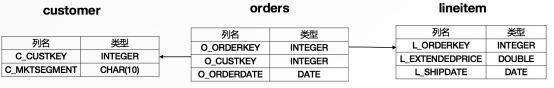 customer
列名 类型
C_CUSTKEY INTEGER
C_MKTSEGMENT CHAR(10)
orders
列名 类型
O_ORDERKEY INTEGER
O_CUSTKEY INTEGER
O_ORDERDATE DATE
lineitem
列名 类型
L_ORDERKEY INTEGER
L_EXTENDEDPRICE DOUBLE
L_SHIPDATE DATE